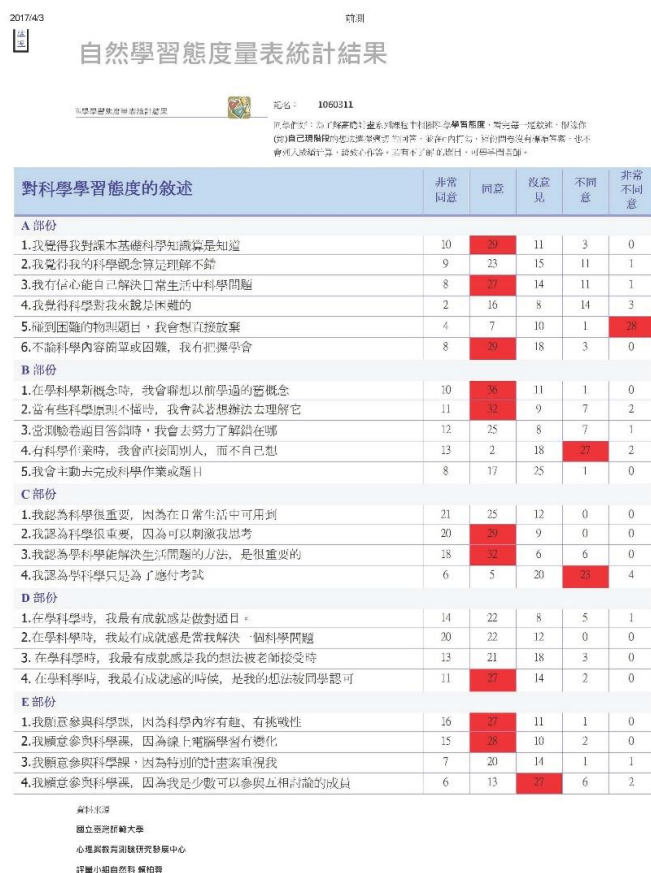 2017/4/3
前測
自然學習態度量表統計結果
科學學習態度量表統計結果
記名： 1060311
對科學學習態度的敘述 非常同意 同意 沒意見 不同意 非常不同意
A 部份
1.我覺得我對課本基礎科學知識算是知道 10 29 11 3 0
2.我覺得我的科學觀念算是理解不錯 9 23 15 11 1
3.我有信心能自己解決日常生活中科學問題 8 27 14 11 1
4.我覺得科學對我來說是困難的 2 16 8 14 3
5.碰到困難的物理題目，我會想直接放棄 4 7 10 1 28
6.不論科學內容簡單或困難，我有把握學會 8 29 18 3 0
B 部份
1.在學科學新概念時，我會聯想以前學過的舊概念 10 36 11 1 0
2.當有些科學原理不懂時，我會試著想辦法去理解它 11 32 9 7 2
3.當測驗卷題目答錯時，我會去努力了解錯在哪 12 25 8 7 1
4.有科學作業時，我會直接問別人，而不自己想 13 2 18 27 2
5.我會主動去完成科學作業或題目 8 17 25 1 0
C 部份
1.我認為科學很重要，因為在日常生活中可用到 21 25 12 0 0
2.我認為科學很重要，因為可以刺激我思考 20 29 9 0 0
3.我認為學科學能解決生活問題的方法，是很重要的 18 32 6 6 0
4.我認為學科學只是為了應付考試 6 5 20 23 4
D 部份
1.在學科學時，我最有成就感是做對題目。 14 22 8 5 1
2.在學科學時，我最有成就感是當我解決一個科學問題 20 22 12 0 0
3. 在學科學時，我最有成就感是我的想法被老師接受時 13 21 18 3 0
4. 在學科學時，我最有成就感的時候，是我的想法被同學認可 11 27 14 2 0
E 部份
1.我願意參與科學課，因為科學內容有趣、有挑戰性 16 27 11 1 0
2.我願意參與科學課，因為線上電腦學習有變化 15 28 10 2 0
3.我願意參與科學課，因為特別的計畫案重視我 7 20 14 1 1
4.我願意參與科學課，因為我是少數可以參與互相討論的成員 6 13 27 6 2
資料來源
國立臺灣師範大學
心理與教育測驗研究發展中心
評量小組自然科 賴柏蓉